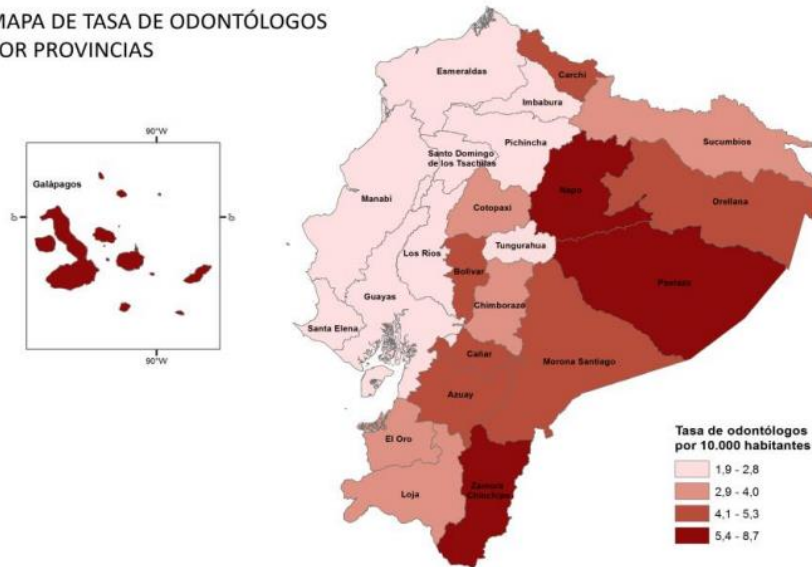 MAPA DE TASA DE ODONTÓLOGOS
OR PROVINCIAS
90°W
Galápagos
0°
0°
90°W
Esmeraldas
Carchi
Imbabura
Pichincha
Sucumbios
Santo Domingo
de los Tsachilas
Manabi
Cotopaxi
Napo
Orellana
Los Ríos
Tungurahua
Bolívar
Pastaza
Guayas
Chimborazo
Santa Elena
Cañar
Morona Santiago
Azuay
El Oro
Loja
Zamora
Chinchipe
Tasa de odontólogos
por 10.000 habitantes
1,9 - 2,8
2,9 - 4,0
4,1 - 5,3
5,4 - 8,7